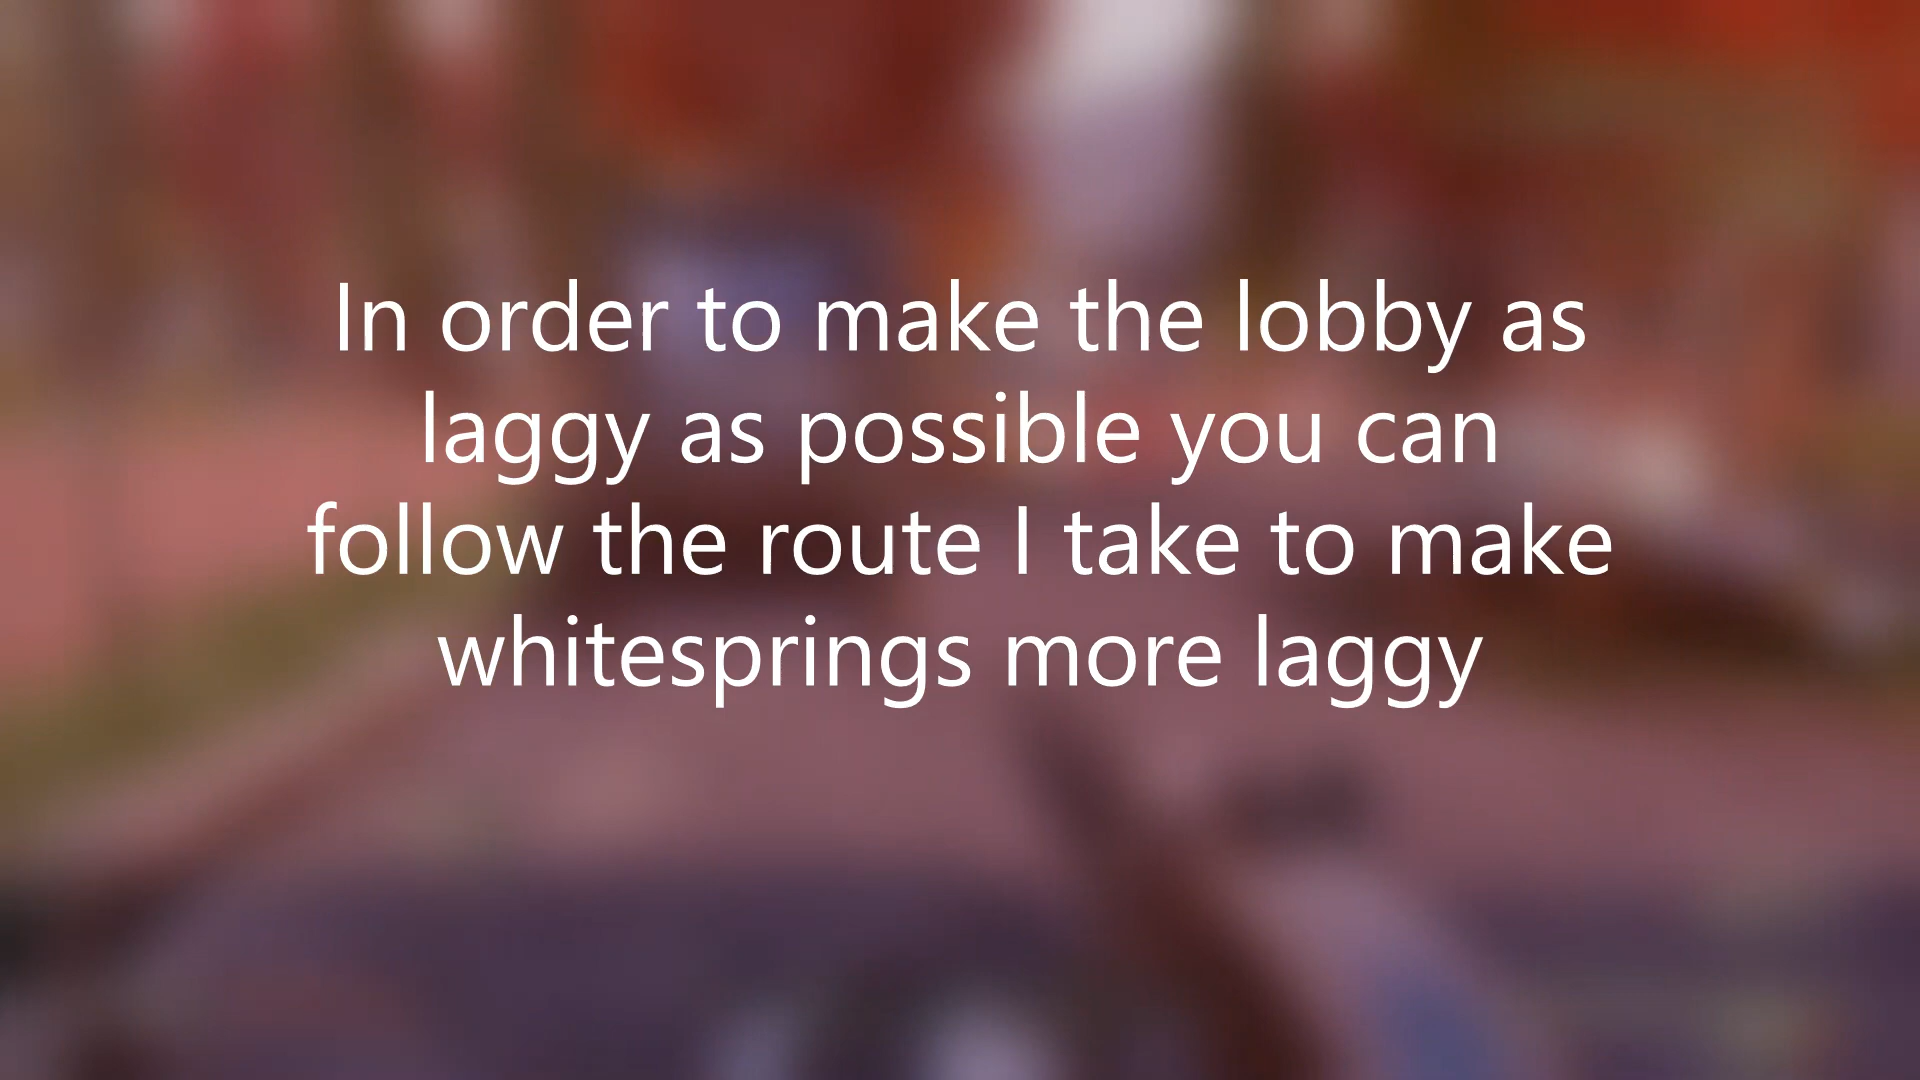 In order to make the lobby as
laggy as possible you can
follow the route I take to make
whitesprings more laggy